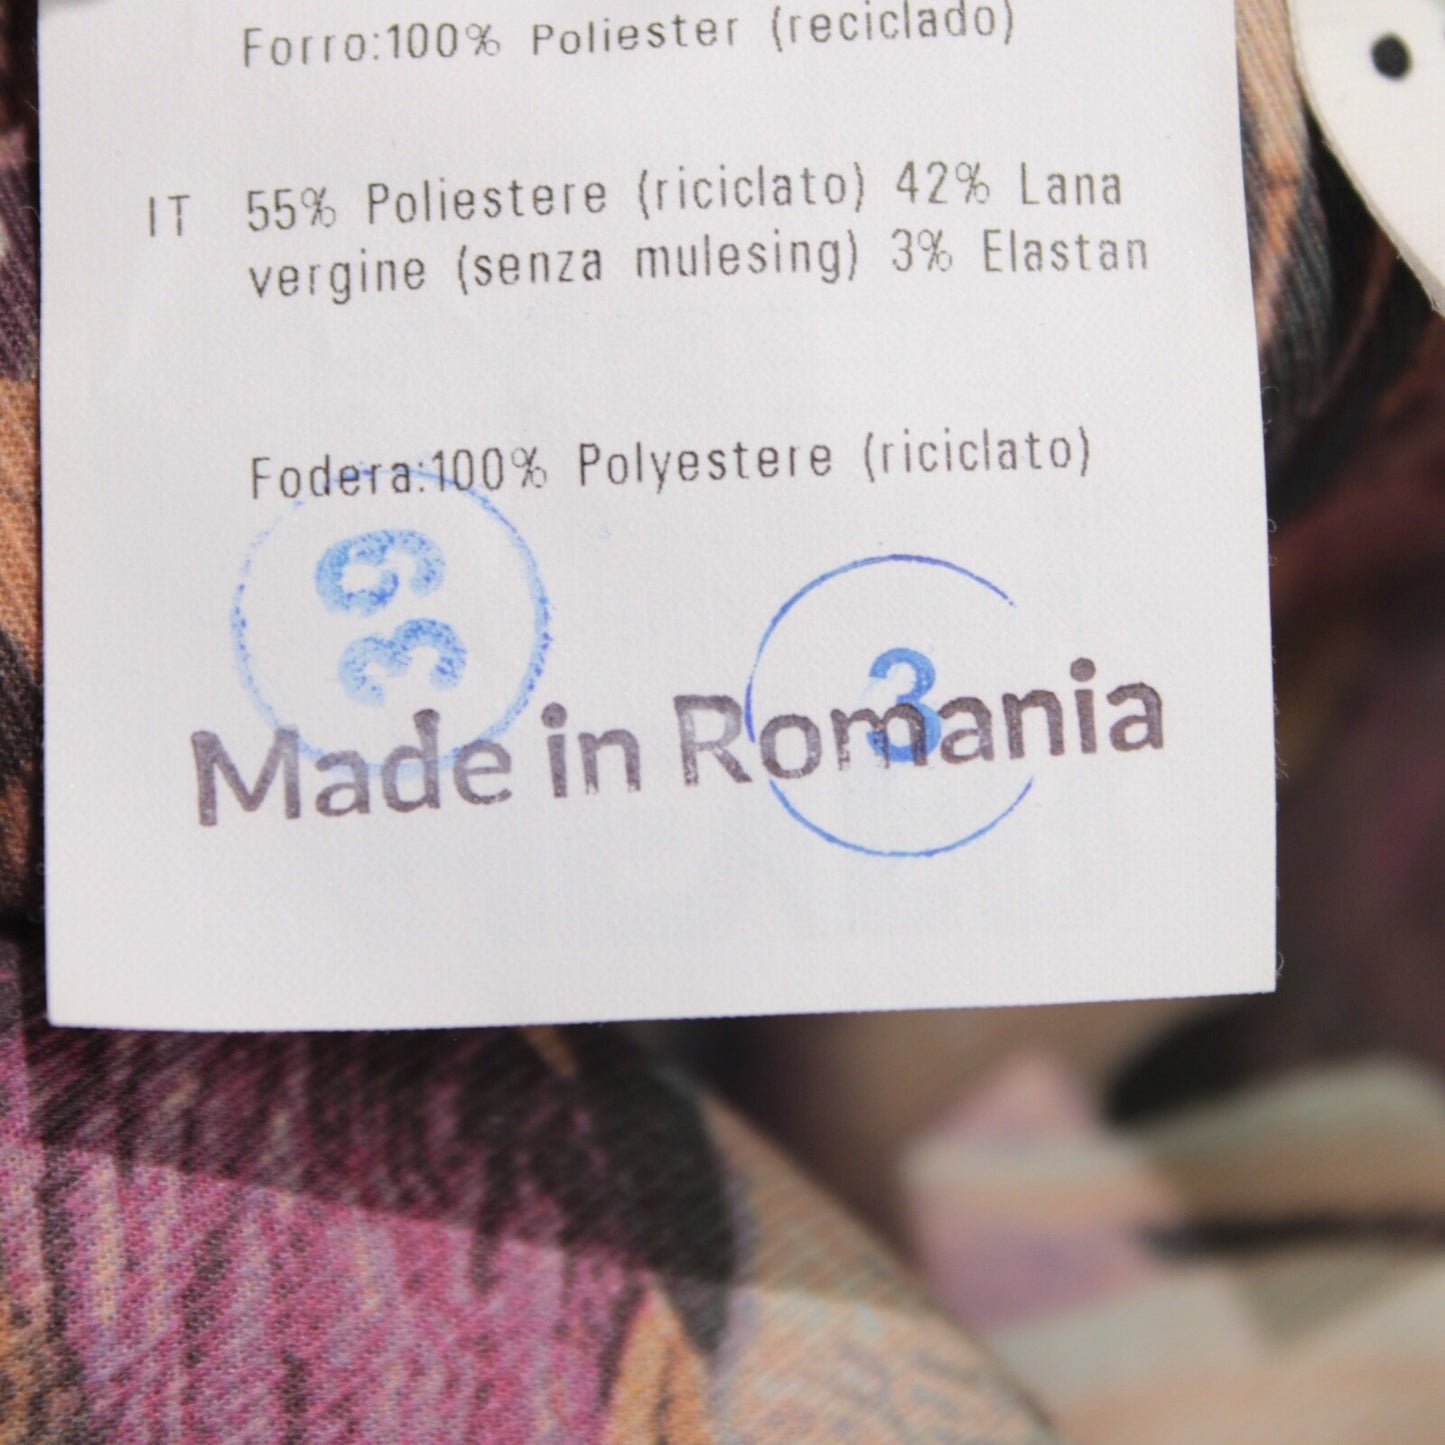 Forro:100% Poliester (reciclado)
IT 55% Poliestere (riciclato) 42% Lana
vergine (senza mulesing) 3% Elastan
Fodera:100% Polyestere (riciclato)
39
3
Made in Romania